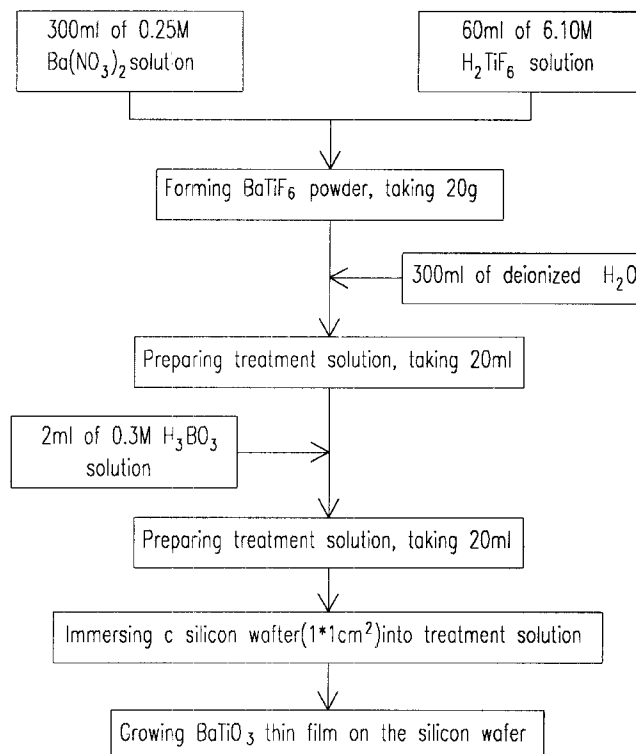 300ml of 0.25M
Ba(NO₃)₂ solution
60ml of 6.10M
H₂TiF₆ solution
Forming BaTiF₆ powder, taking 20g
300ml of deionized H₂O
Preparing treatment solution, taking 20ml
2ml of 0.3M H₃BO₃
solution
Preparing treatment solution, taking 20ml
Immersing c silicon wafter(1*1cm²)into treatment solution
Growing BaTiO₃ thin film on the silicon wafer